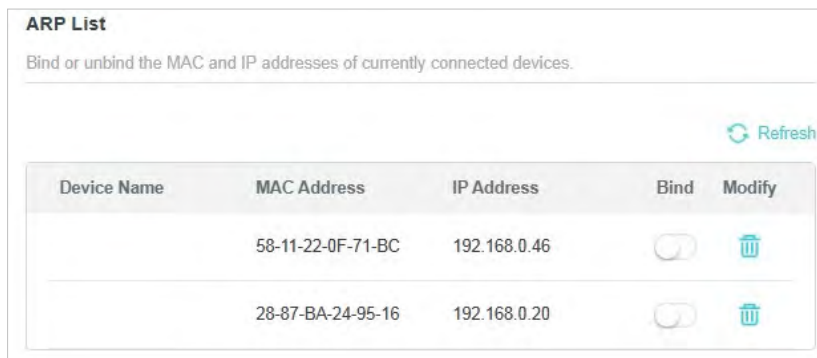 ARP List
Bind or unbind the MAC and IP addresses of currently connected devices.
Refresh
Device Name MAC Address IP Address Bind Modify
58-11-22-0F-71-BC 192.168.0.46
28-87-BA-24-95-16 192.168.0.20